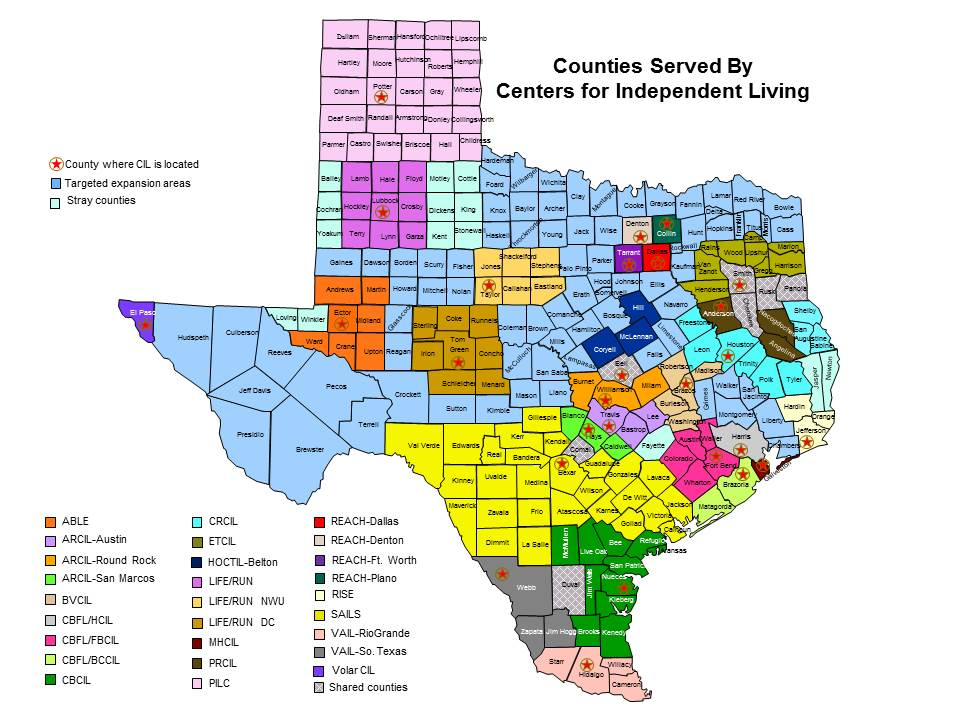 Counties Served By
Centers for Independent Living
County where CIL is located
Targeted expansion areas
Stray counties
Dallam Sherman Hansford Ochiltree Lipscomb
Hartley Moore Hutchinson Roberts Hemphill
Oldham Potter Carson Gray Wheeler
Deaf Smith Randall Armstrong Donley Collingsworth
Parmer Castro Swisher Briscoe Hall Childress
Hardeman
Bailey Lamb Hale Floyd Motley Cottle Foard Wilbarger Wichita Clay Montague Cooke Grayson Fannin Lamar Red River Bowie
Cochran Hockley Lubbock Crosby Dickens King Knox Baylor Archer Delta Hopkins Franklin Titus Morris Cass
Yoakum Terry Lynn Garza Kent Stonewall Haskell Throckmorton Young Jack Wise Denton Collin Hunt Rockwall Rains Wood Camp Upshur Marion
Gaines Dawson Borden Scurry Fisher Jones Shackelford Stephens Palo Pinto Parker Tarrant Dallas Kaufman Van Zandt Smith Gregg Harrison
Andrews Martin Howard Mitchell Nolan Taylor Callahan Eastland Erath Hood Somervell Johnson Ellis Henderson Rusk Panola
El Paso Hudspeth Culberson Loving Winkler Ector Midland Glasscock Sterling Coke Runnels Coleman Brown Comanche Hamilton Bosque Hill Navarro Freestone Anderson Cherokee Nacogdoches Shelby
Reeves Ward Crane Upton Reagan Irion Tom Green Concho McCulloch Mills Lampasas Coryell McLennan Limestone Falls Leon Houston Angelina San Augustine Sabine
Jeff Davis Pecos Crockett Schleicher Menard San Saba Burnet Bell Milam Robertson Madison Trinity Polk Tyler Jasper Newton
Presidio Brewster Terrell Sutton Kimble Mason Llano Williamson Burleson Brazos Grimes Walker San Jacinto Hardin Orange
Val Verde Edwards Kerr Gillespie Blanco Travis Lee Washington Montgomery Liberty Jefferson
Real Bandera Kendall Hays Bastrop Fayette Austin Waller Harris Chambers
Kinney Uvalde Medina Comal Caldwell Guadalupe Colorado Fort Bend Galveston
Bexar Gonzales Lavaca Wharton Brazoria
Maverick Zavala Frio Atascosa Wilson De Witt Jackson Matagorda
Karnes Victoria Goliad Calhoun
Dimmit La Salle McMullen Live Oak Bee Refugio Aransas
Webb Duval Jim Wells San Patricio Nueces Kleberg
Zapata Jim Hogg Brooks Kenedy
Starr Hidalgo Willacy Cameron
ABLE
ARCIL-Austin
ARCIL-Round Rock
ARCIL-San Marcos
BVCIL
CBFL/HCIL
CBFL/FBCIL
CBFL/BCCIL
CBCIL
CRCIL
ETCIL
HOCTIL-Belton
LIFE/RUN
LIFE/RUN NWU
LIFE/RUN DC
MHCIL
PRCIL
PILC
REACH-Dallas
REACH-Denton
REACH-Ft. Worth
REACH-Plano
RISE
SAILS
VAIL-RioGrande
VAIL-So. Texas
Volar CIL
Shared counties